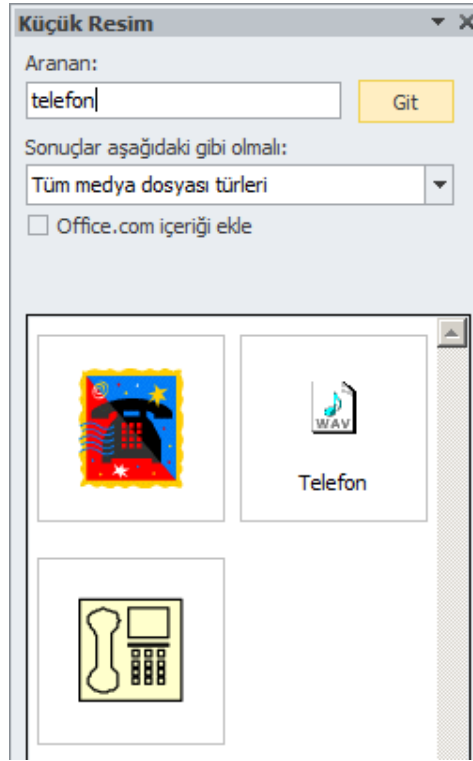 Küçük Resim
Aranan:
telefon
Git
Sonuçlar aşağıdaki gibi olmalı:
Tüm medya dosyası türleri
Office.com içeriği ekle
WAV
Telefon